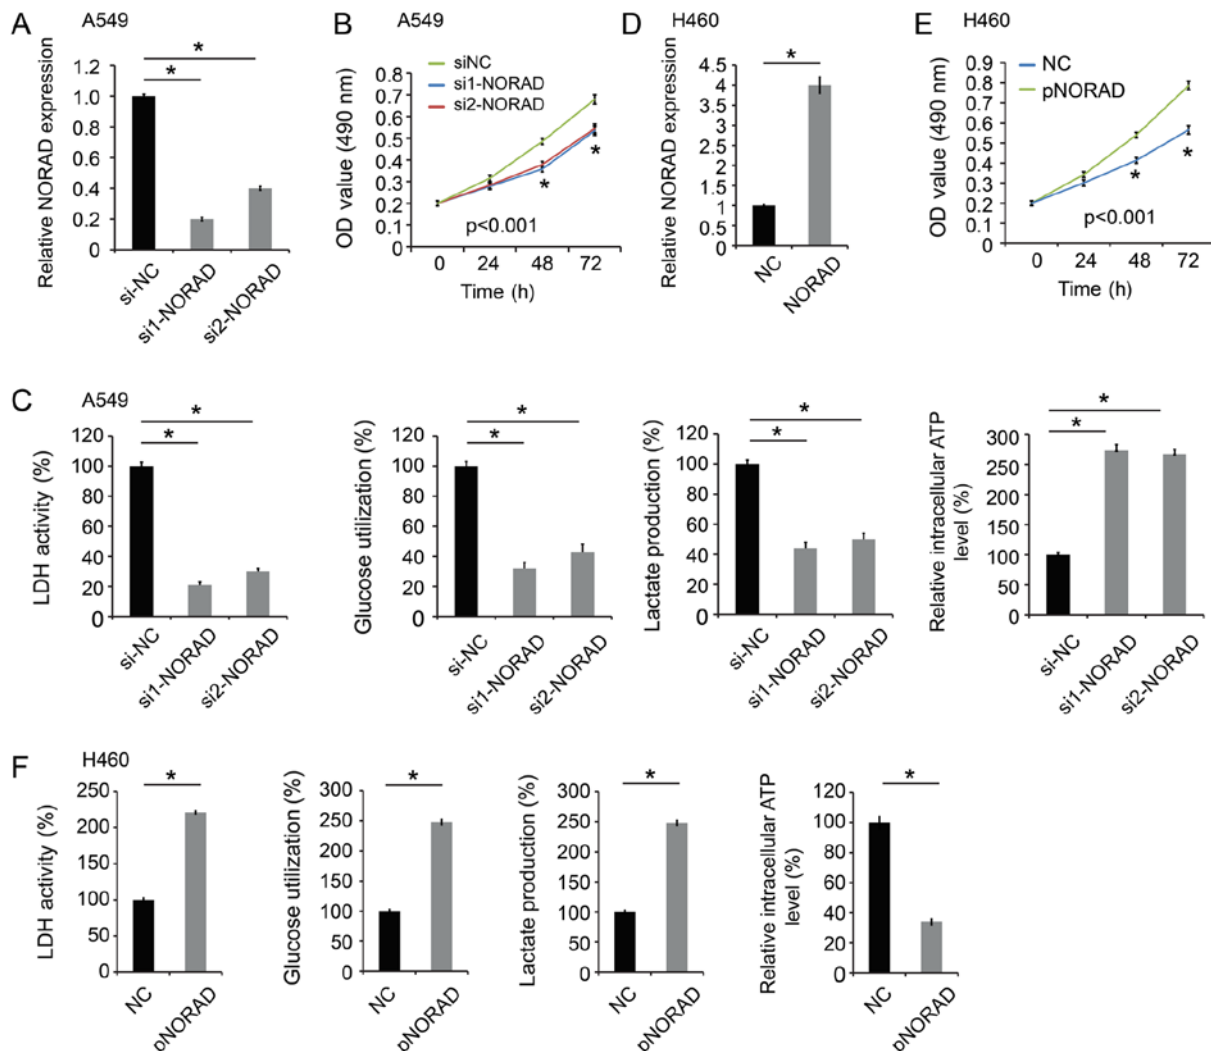 A
A549
Relative NORAD expression
1.2
1.0
0.8
0.6
0.4
0.2
0
*
*
si-NC
si1-NORAD
si2-NORAD
B
A549
OD value (490 nm)
0.8
0.7
0.6
0.5
0.4
0.3
0.2
0.1
0
siNC
si1-NORAD
si2-NORAD
*
*
p<0.001
0 24 48 72
Time (h)
D
H460
Relative NORAD expression
4.5
4
3.5
3
2.5
2
1.5
1
0.5
0
*
NC
NORAD
E
H460
OD value (490 nm)
0.9
0.8
0.7
0.6
0.5
0.4
0.3
0.2
0.1
0
NC
pNORAD
*
*
p<0.001
0 24 48 72
Time (h)
C
A549
LDH activity (%)
120
100
80
60
40
20
0
*
*
si-NC
si1-NORAD
si2-NORAD
Glucose utilization (%)
120
100
80
60
40
20
0
*
*
si-NC
si1-NORAD
si2-NORAD
Lactate production (%)
120
100
80
60
40
20
0
*
*
si-NC
si1-NORAD
si2-NORAD
Relative intracellular ATP
level (%)
300
250
200
150
100
50
0
*
*
si-NC
si1-NORAD
si2-NORAD
F
H460
LDH activity (%)
250
200
150
100
50
0
*
NC
pNORAD
Glucose utilization (%)
300
250
200
150
100
50
0
*
NC
pNORAD
Lactate production (%)
300
250
200
150
100
50
0
*
NC
pNORAD
Relative intracellular ATP
level (%)
120
100
80
60
40
20
0
*
NC
pNORAD